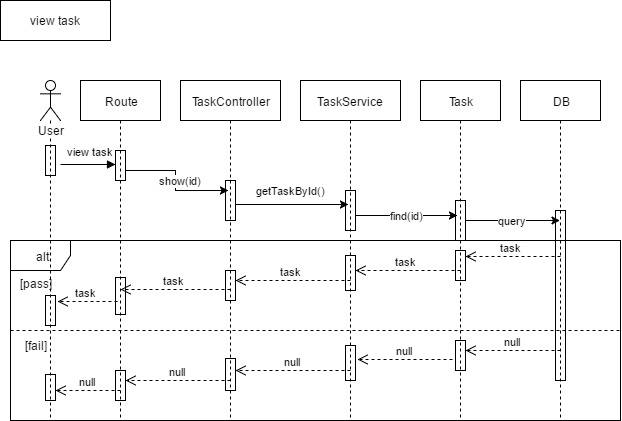 view task
User
Route
TaskController
TaskService
Task
DB
view task
show(id)
getTaskById()
find(id)
query
alt
[pass]
task
task
task
task
task
[fail]
null
null
null
null
null